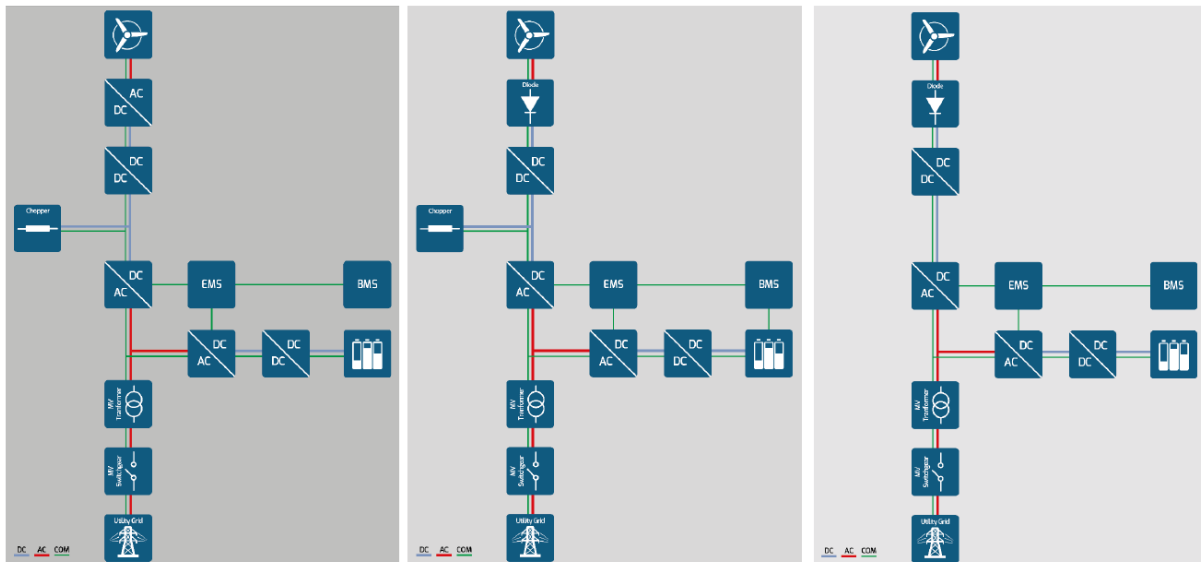 AC
DC
DC
DC
Chopper
DC
AC
EMS
BMS
DC
AC
DC
DC
MV
Tranformer
MV
Switchgear
Utility Grid
DC AC COM
Diode
DC
DC
Chopper
DC
AC
EMS
BMS
DC
AC
DC
DC
MV
Tranformer
MV
Switchgear
Utility Grid
DC AC COM
Diode
DC
DC
DC
AC
EMS
BMS
DC
AC
DC
DC
MV
Tranformer
MV
Switchgear
Utility Grid
DC AC COM